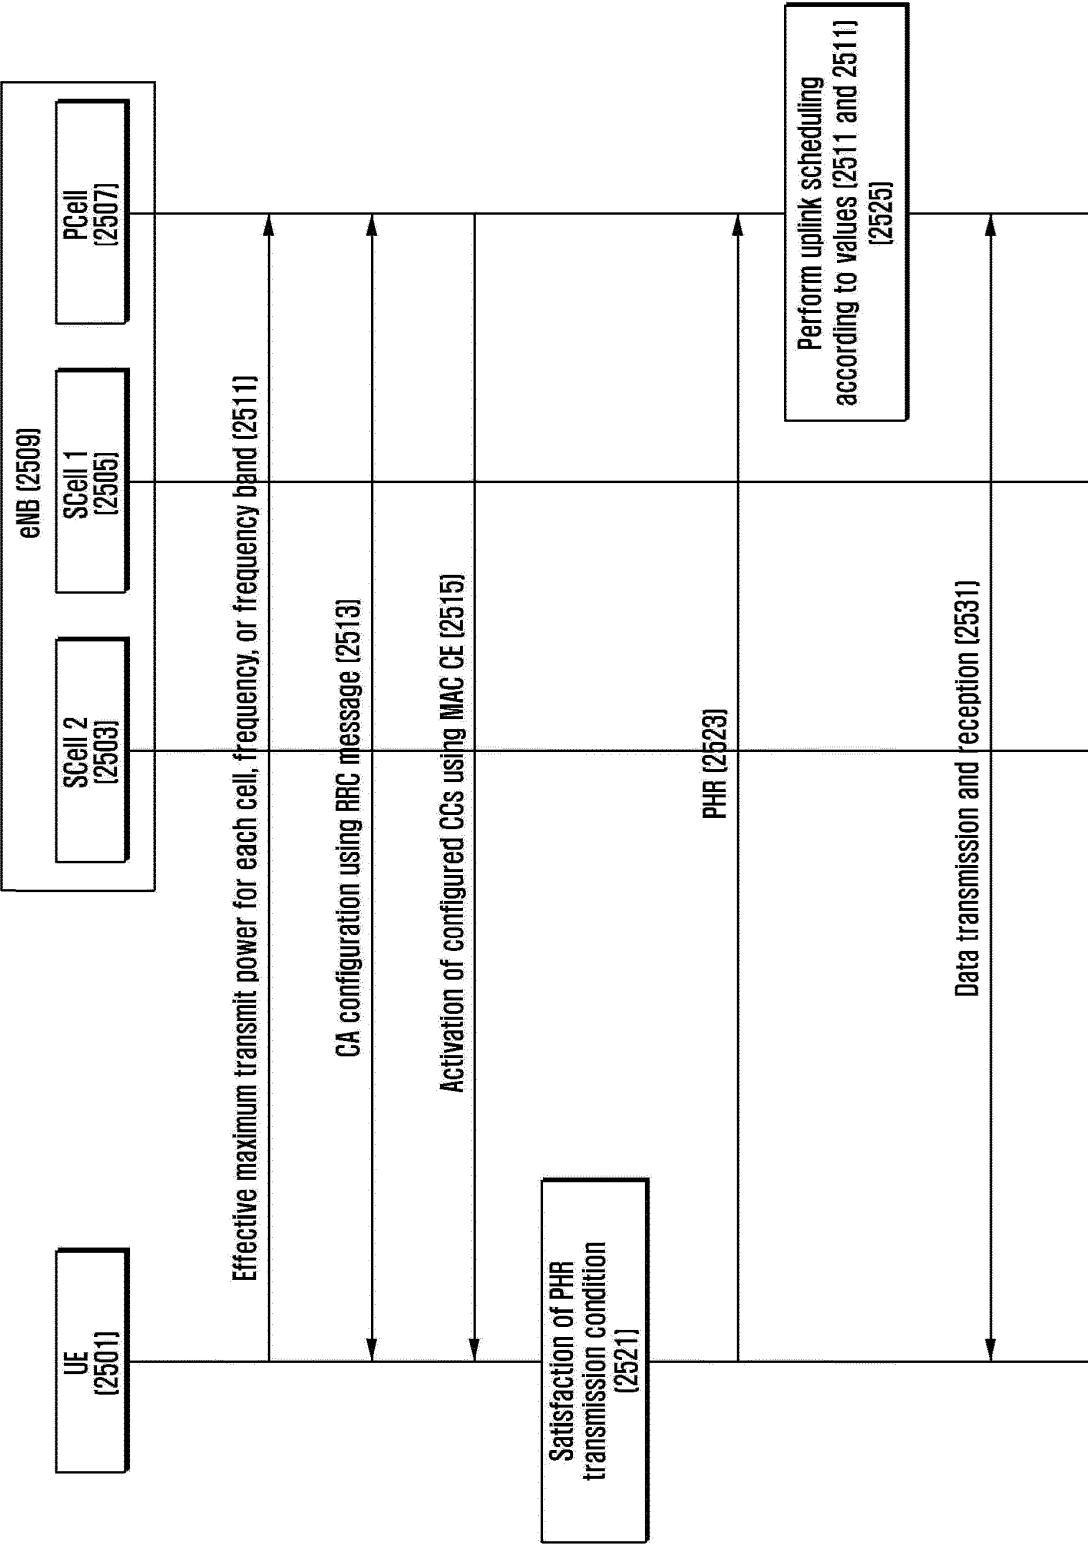 UE
(2501)
eNB (2509)
SCell 2
(2503)
SCell 1
(2505)
PCell
(2507)
Effective maximum transmit power for each cell, frequency, or frequency band (2511)
CA configuration using RRC message (2513)
Activation of configured CCs using MAC CE (2515)
Satisfaction of PHR
transmission condition
(2521)
PHR (2523)
Perform uplink scheduling
according to values (2511 and 2511)
(2525)
Data transmission and reception (2531)